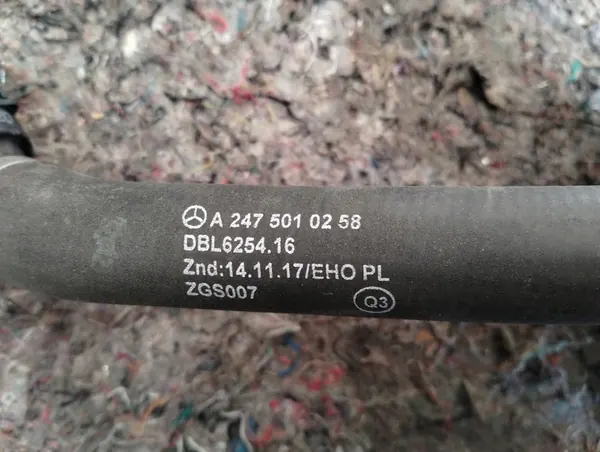 A 247 501 02 58
DBL6254.16
Znd:14.11.17/EHO PL
ZGS007
Q3